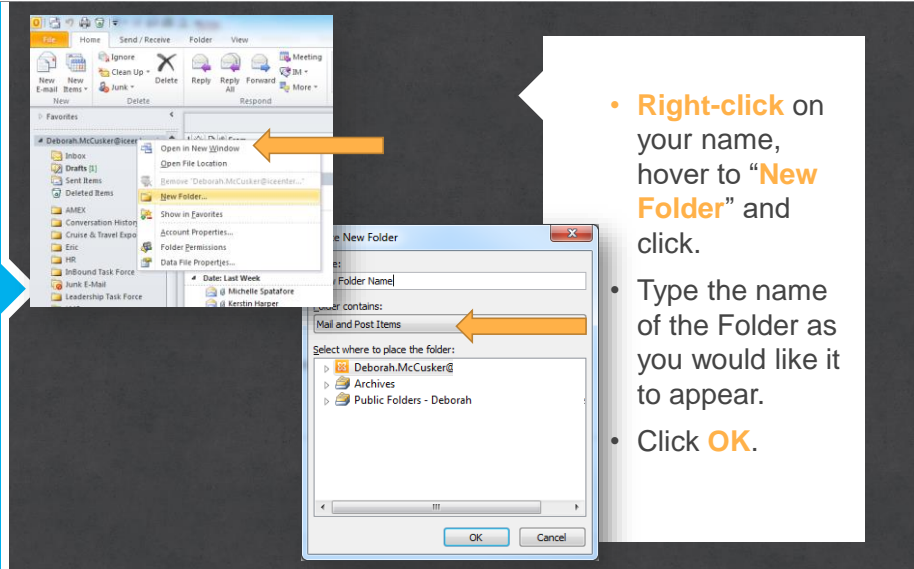 File Home Send / Receive Folder View
New E-mail
New Items
Ignore
Clean Up
Junk
Delete
Reply
Reply All
Forward
Meeting
IM
More
New Delete Respond
Favorites
Deborah.McCusker@icee
Inbox
Drafts [1]
Sent Items
Deleted Items
AMEX
Conversation History
Cruise & Travel Expo
Eric
HR
InBound Task Force
Junk E-Mail
Leadership Task Force
Open in New Window
Open File Location
Remove "Deborah.McCusker@iceenter..."
New Folder...
Show in Favorites
Account Properties...
Folder Permissions
Data File Properties...
Date: Last Week
Michelle Spatafore
Kerstin Harper
New Folder
Folder Name
contains:
Mail and Post Items
Select where to place the folder:
Deborah.McCusker@
Archives
Public Folders - Deborah
OK Cancel
• Right-click on
your name,
hover to “New
Folder” and
click.
• Type the name
of the Folder as
you would like it
to appear.
• Click OK.